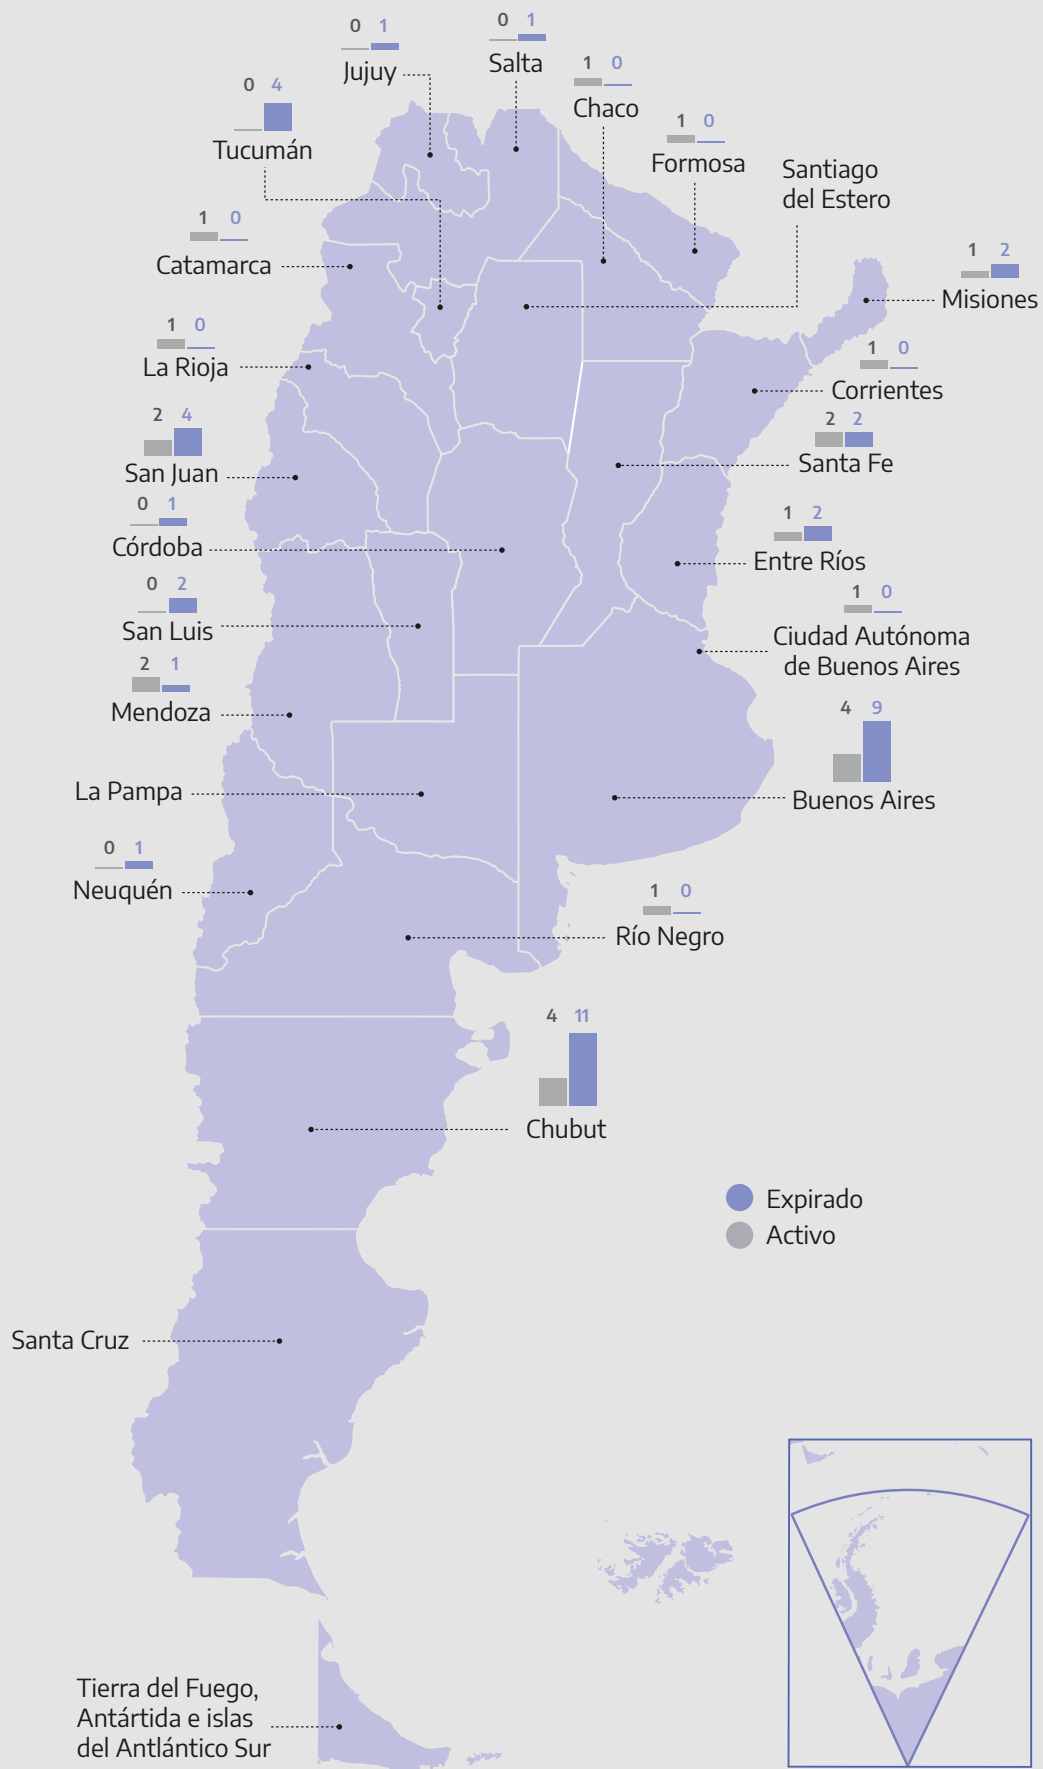 0 1
Jujuy
0 1
Salta
1 0
Chaco
0 4
Tucumán
1 0
Formosa
Santiago
del Estero
1 0
Catamarca
1 2
Misiones
1 0
La Rioja
1 0
Corrientes
2 4
San Juan
2 2
Santa Fe
0 1
Córdoba
1 2
Entre Ríos
0 2
San Luis
1 0
Ciudad Autónoma
de Buenos Aires
2 1
Mendoza
4 9
Buenos Aires
La Pampa
0 1
Neuquén
1 0
Río Negro
4 11
Chubut
Expirado
Activo
Santa Cruz
Tierra del Fuego,
Antártida e islas
del Antlántico Sur